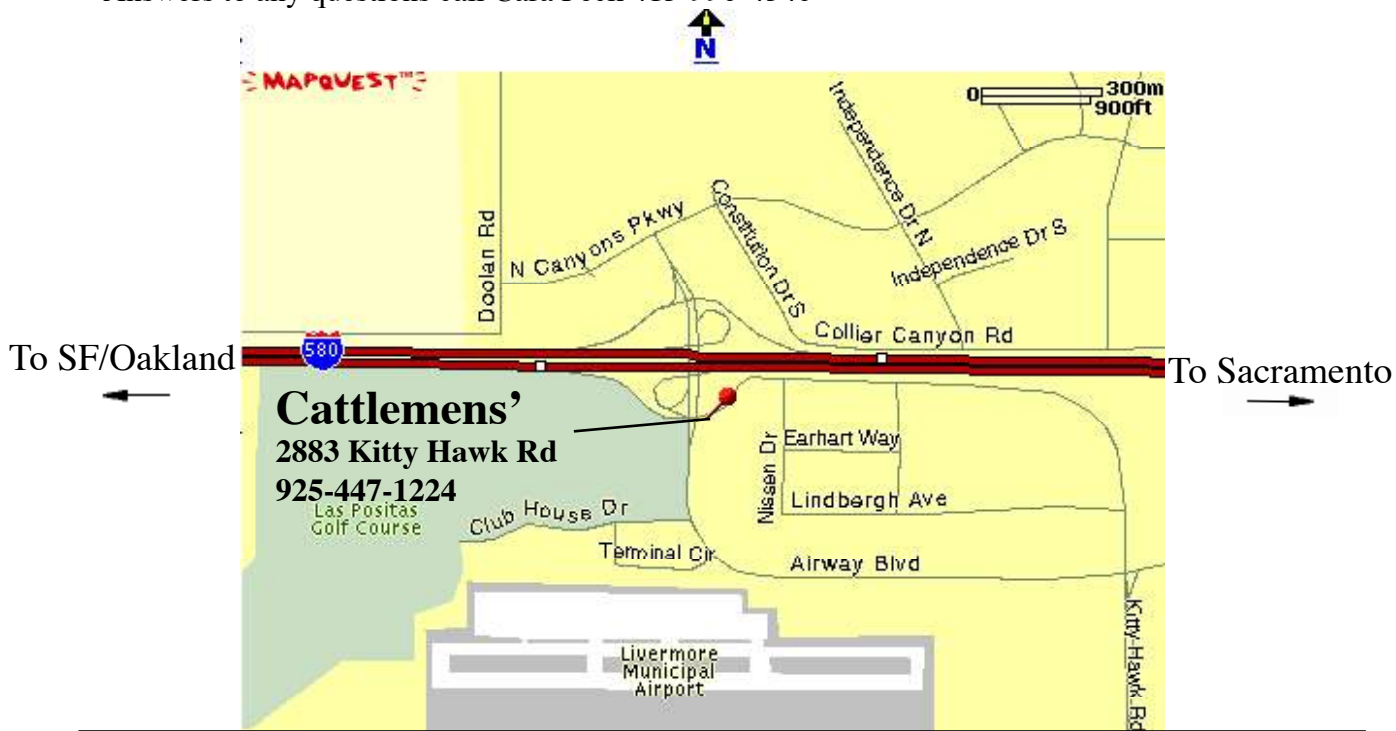 N
MAPQUEST™
0 300m
900ft
Independence Dr N
Constitution Dr S
N Canyons Pkwy
Doolan Rd
Independence Dr S
Collier Canyon Rd
To SF/Oakland
580
To Sacramento
Cattlemens’
2883 Kitty Hawk Rd
925-447-1224
Las Positas
Golf Course
Nissen Dr
Earhart Way
Lindbergh Ave
Club House Dr
Terminal Cir
Airway Blvd
Kitty-Hawk-Rd
Livermore
Municipal
Airport